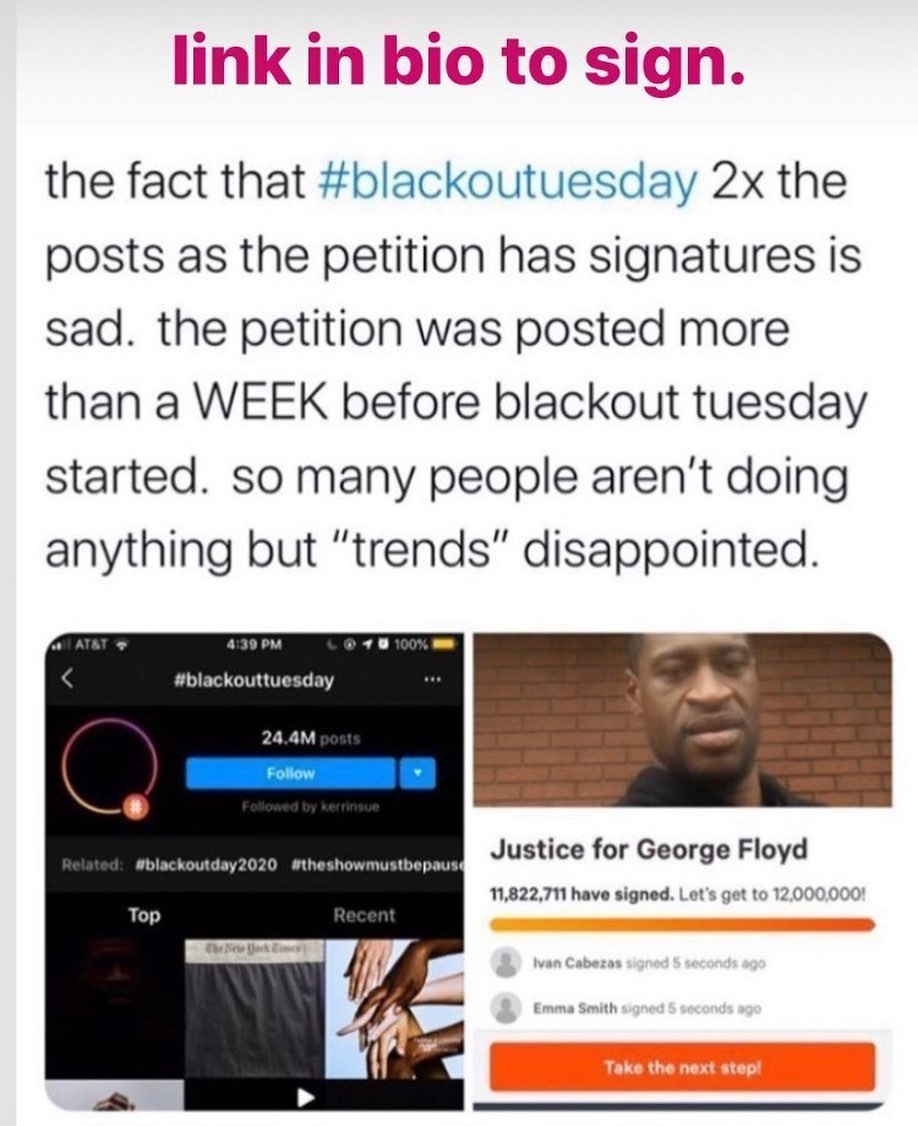 link in bio to sign.
the fact that #blackoutuesday 2x the
posts as the petition has signatures is
sad. the petition was posted more
than a WEEK before blackout tuesday
started. so many people aren't doing
anything but "trends" disappointed.
AT&T 4:39 PM 100%
#blackouttuesday
24.4M posts
Follow
Followed by kerrinsue
Related: #blackoutday2020 #theshowmustbepause
Top Recent
The New York Times
Justice for George Floyd
11,822,711 have signed. Let's get to 12,000,000!
Ivan Cabezas signed 5 seconds ago
Emma Smith signed 5 seconds ago
Take the next step!